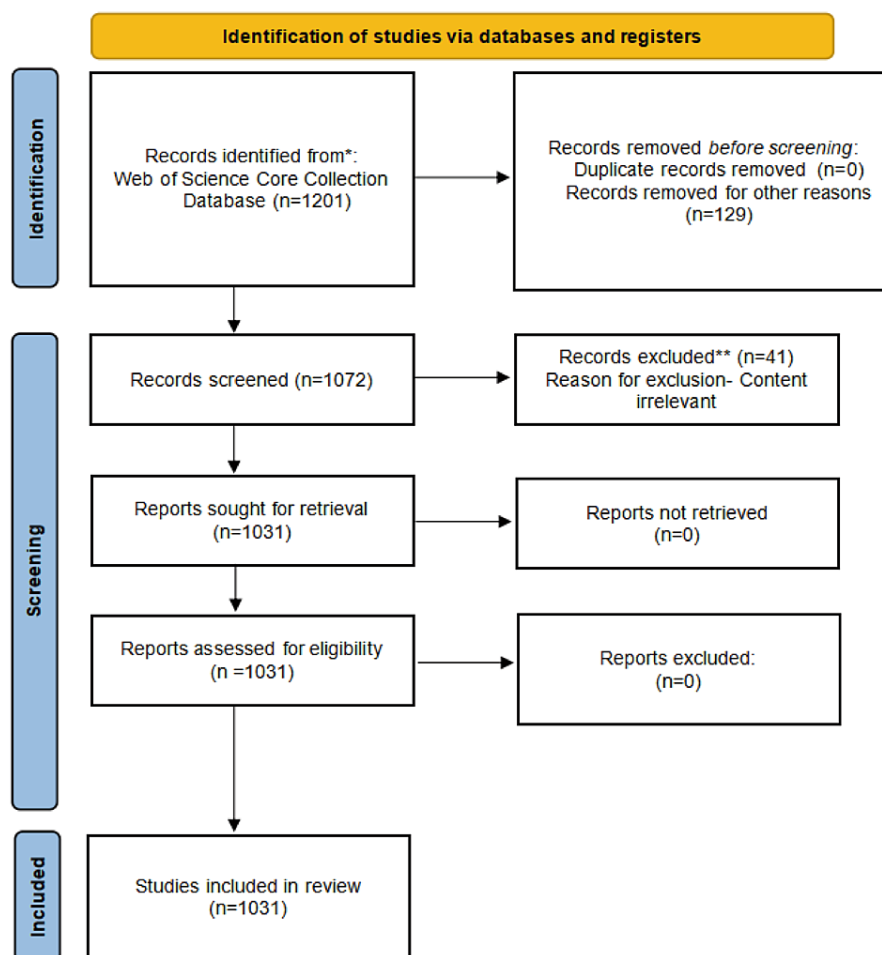 Identification of studies via databases and registers
Identification
Records identified from*:
Web of Science Core Collection
Database (n=1201)
Records removed before screening:
Duplicate records removed (n=0)
Records removed for other reasons
(n=129)
Screening
Records screened (n=1072)
Records excluded** (n=41)
Reason for exclusion- Content
irrelevant
Reports sought for retrieval
(n=1031)
Reports not retrieved
(n=0)
Reports assessed for eligibility
(n =1031)
Reports excluded:
(n=0)
Included
Studies included in review
(n=1031)